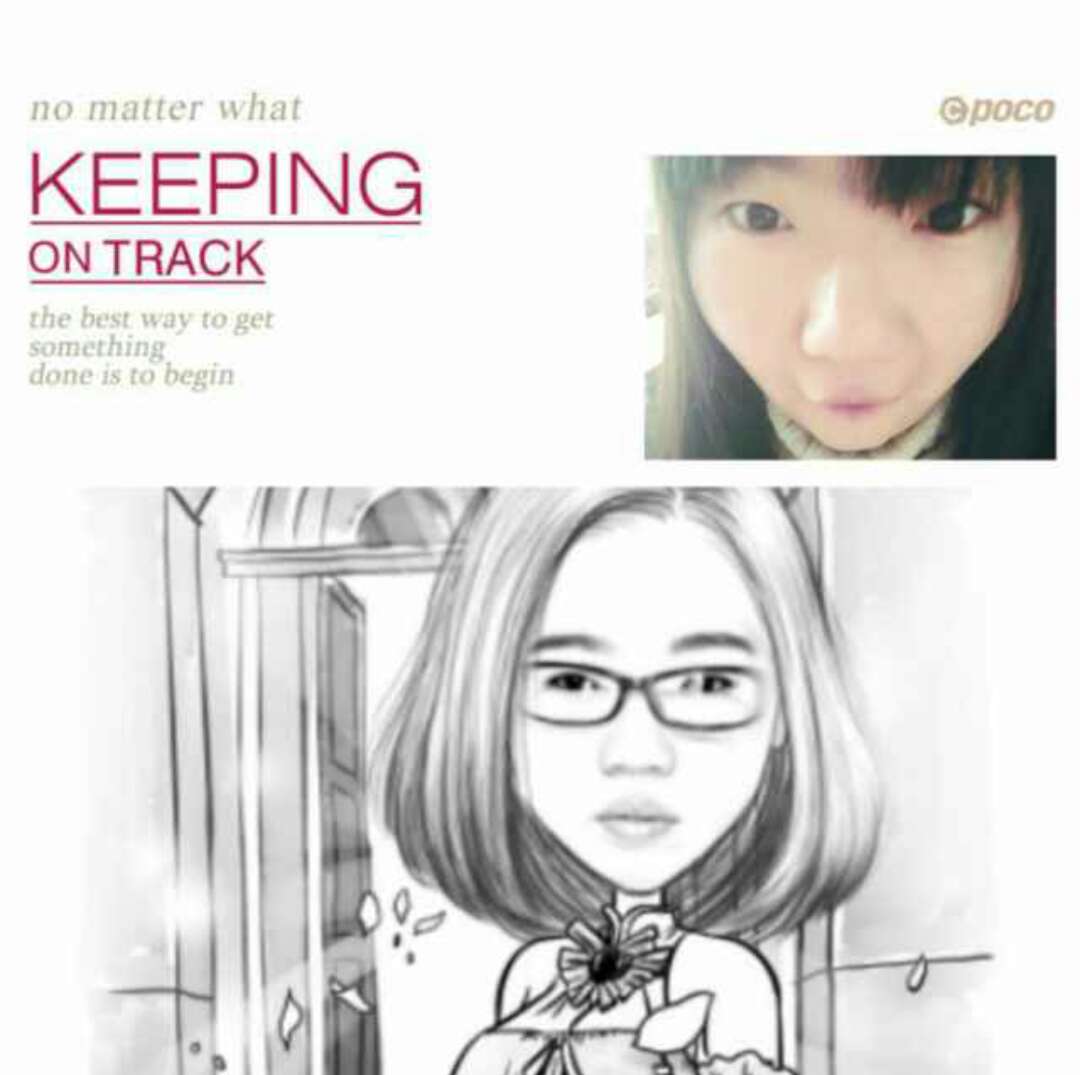 no matter what
poco
KEEPING
ON TRACK
the best way to get
something
done is to begin